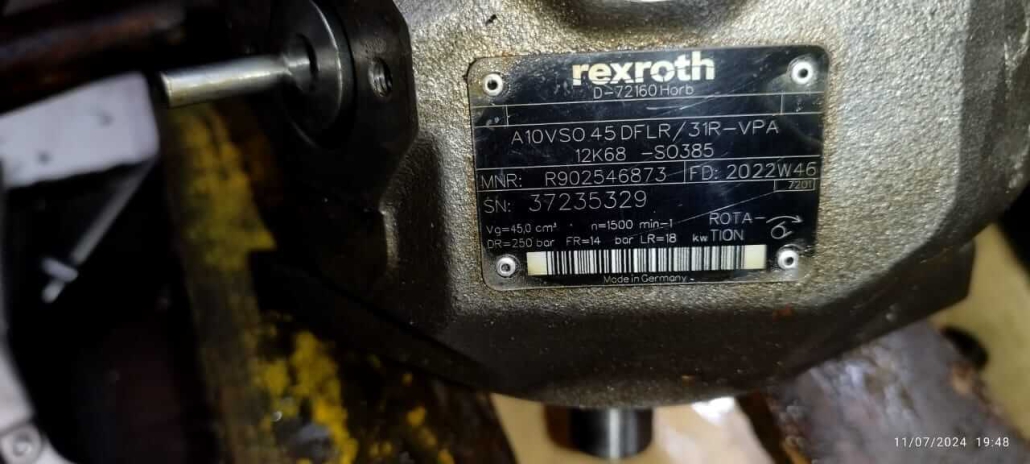 rexroth
D-72160 Horb
A10VSO 45 DFLR/31R-VPA
12K68 -SO385
MNR: R902546873 FD: 2022W46
7201
SN: 37235329
Vg=45,0 cm³ n=1500 min-1
DR=250 bar FR=14 bar LR=18 kw
ROTA-
TION
Made in Germany
11/07/2024 19:48